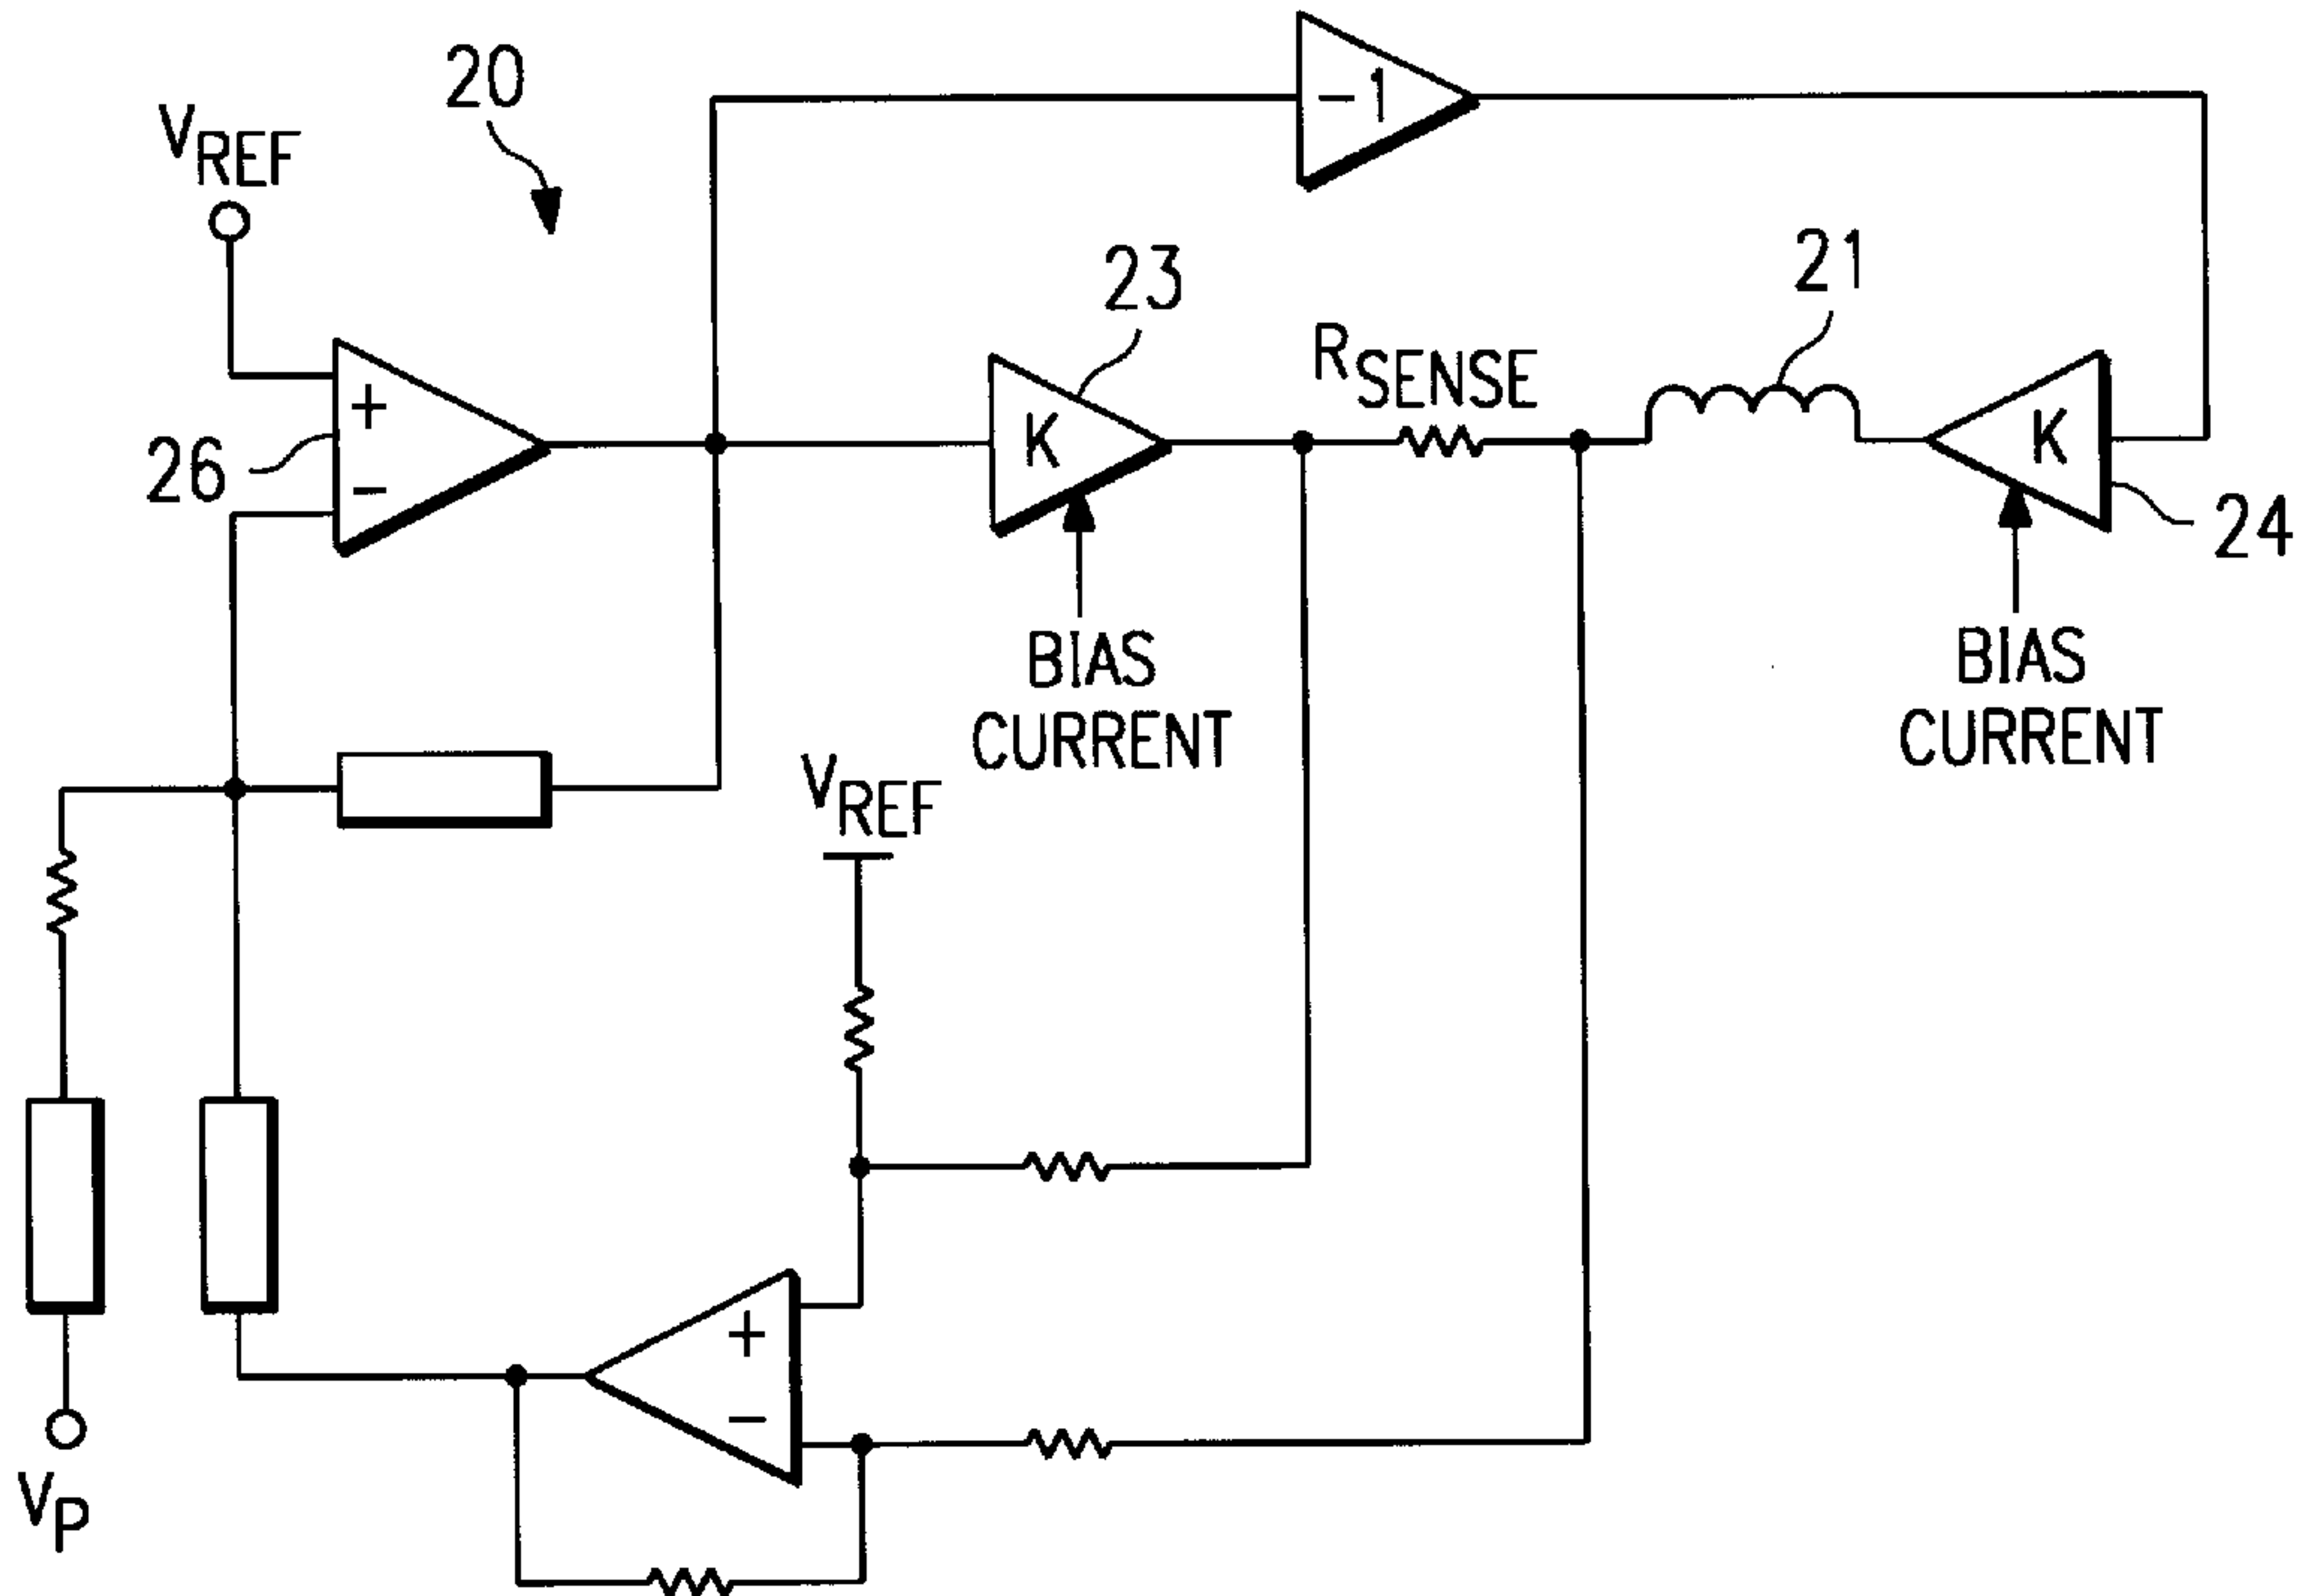 20
-1
VREF
23
21
RSENSE
+
-
26
K
K
24
BIAS
CURRENT
BIAS
CURRENT
VREF
+
-
VP